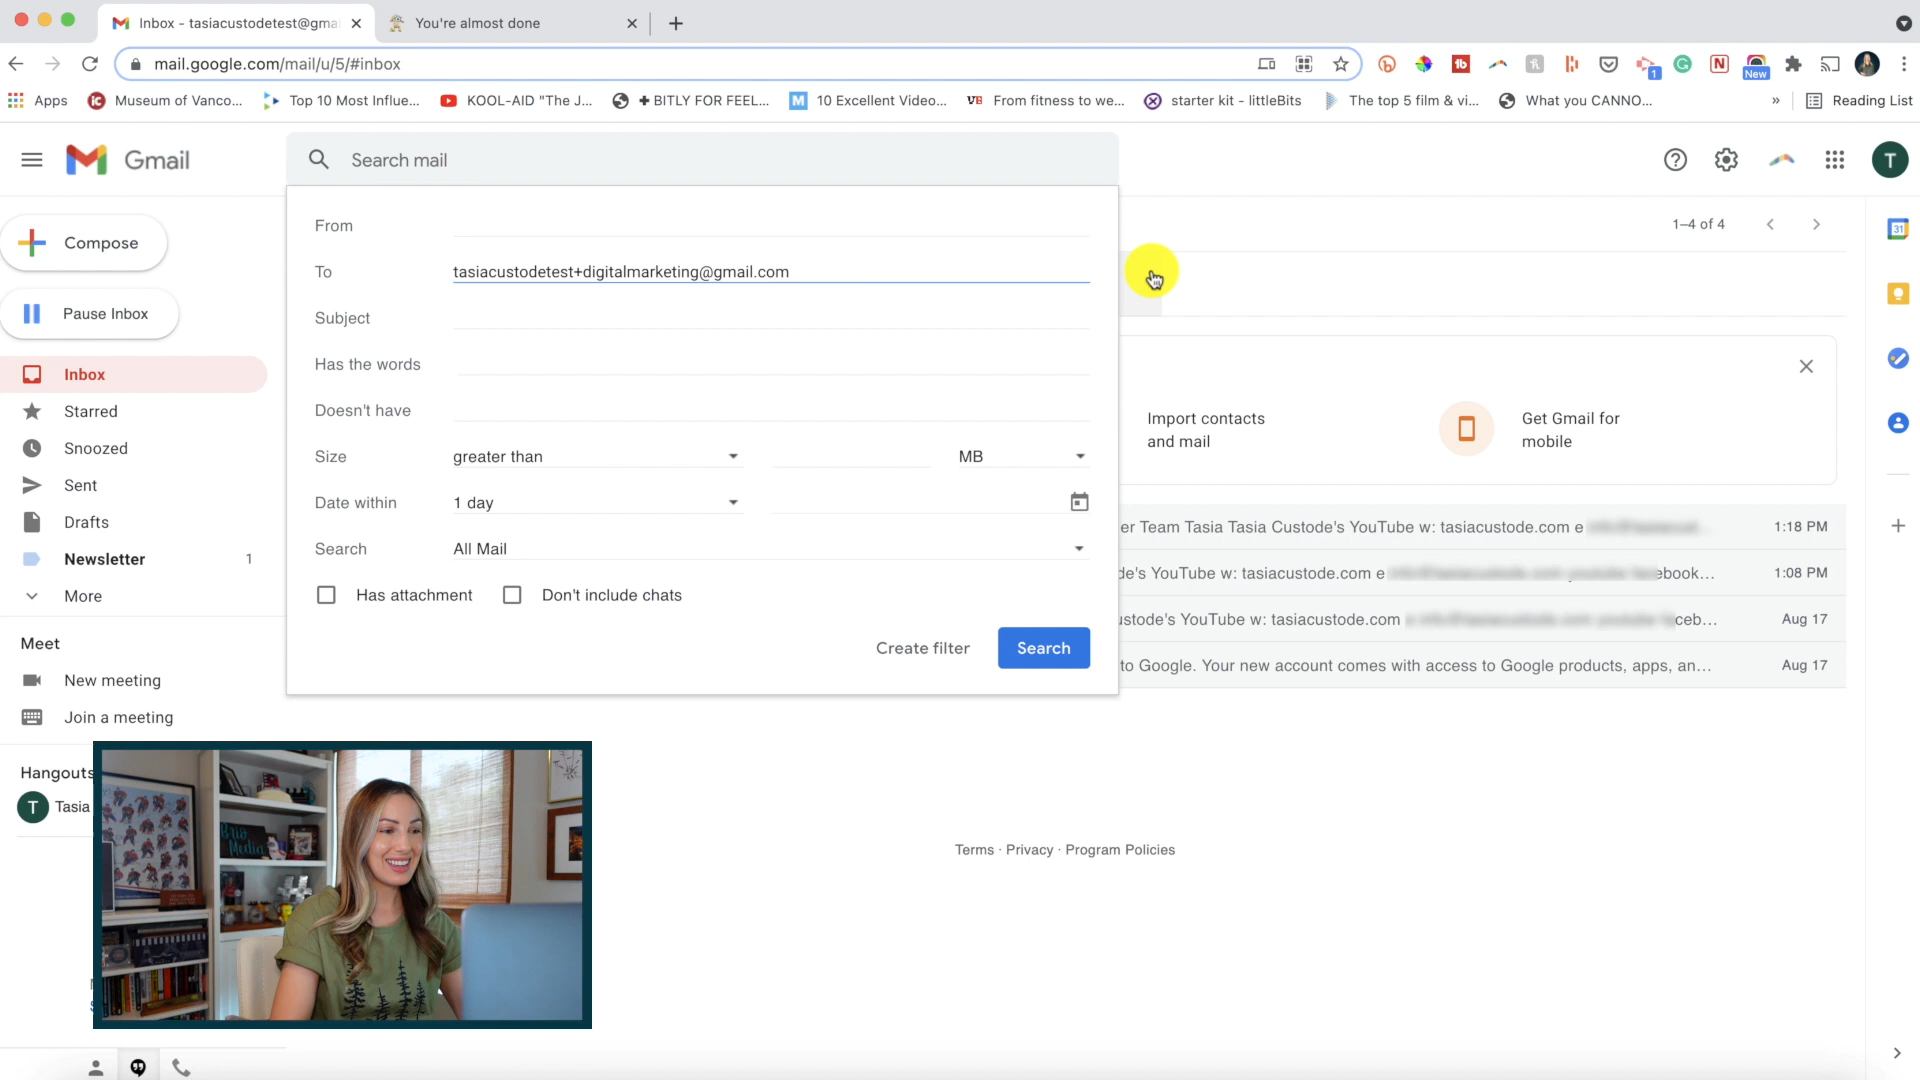 Inbox - tasiacustodetest@gma
You're almost done
mail.google.com/mail/u/5/#inbox
1
New
Apps
Museum of Vanco...
Top 10 Most Influe...
KOOL-AID "The J...
BITLY FOR FEEL...
10 Excellent Video...
From fitness to we...
starter kit - littleBits
The top 5 film & vi...
What you CANNO...
»
Reading List
Gmail
Search mail
T
Compose
Pause Inbox
Inbox
Starred
Snoozed
Sent
Drafts
Newsletter 1
More
Meet
New meeting
Join a meeting
Hangouts
T Tasia
From
To tasiacustodetest+digitalmarketing@gmail.com
Subject
Has the words
Doesn't have
Size greater than MB
Date within 1 day
Search All Mail
Has attachment Don't include chats
Create filter Search
1–4 of 4
31
Import contacts
and mail
Get Gmail for
mobile
er Team Tasia Tasia Custode's YouTube w: tasiacustode.com e 1:18 PM
de's YouTube w: tasiacustode.com e ebook... 1:08 PM
ustode's YouTube w: tasiacustode.com ceb... Aug 17
to Google. Your new account comes with access to Google products, apps, an... Aug 17
Terms · Privacy · Program Policies
Brio
Media